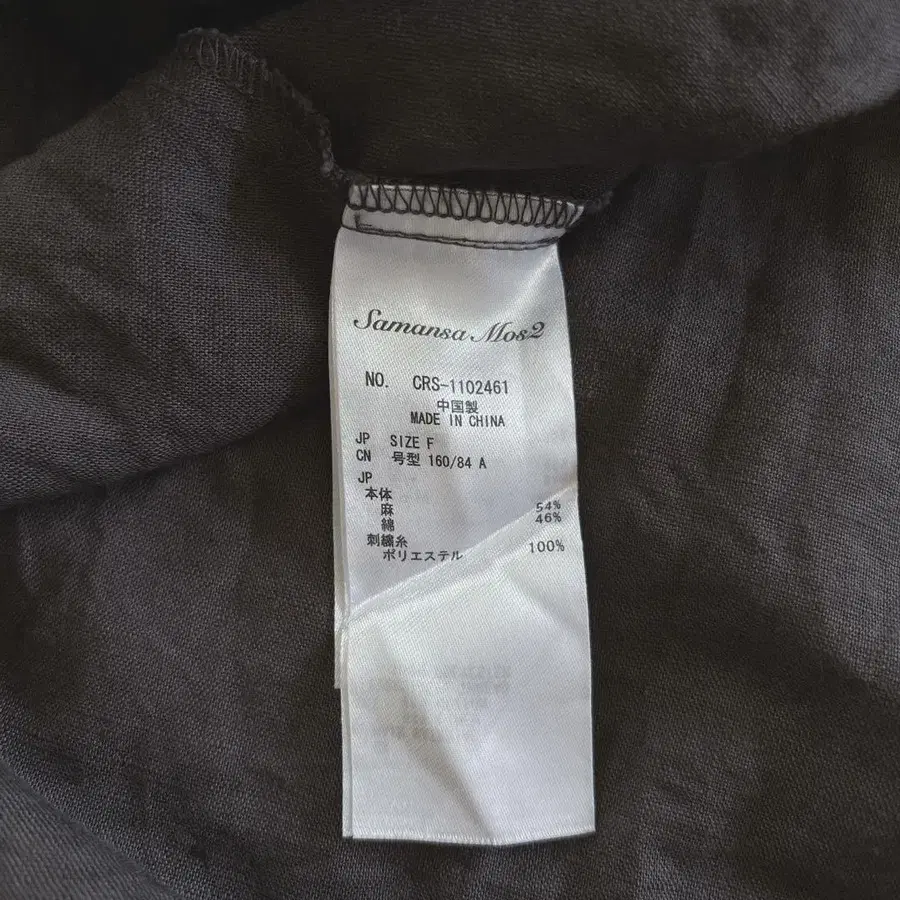 Samansa Mos2
NO. CRS-1102461
中国製
MADE IN CHINA
JP SIZE F
CN 号型 160/84 A
JP
本体
麻 54%
綿 46%
刺繍糸
ポリエステル 100%